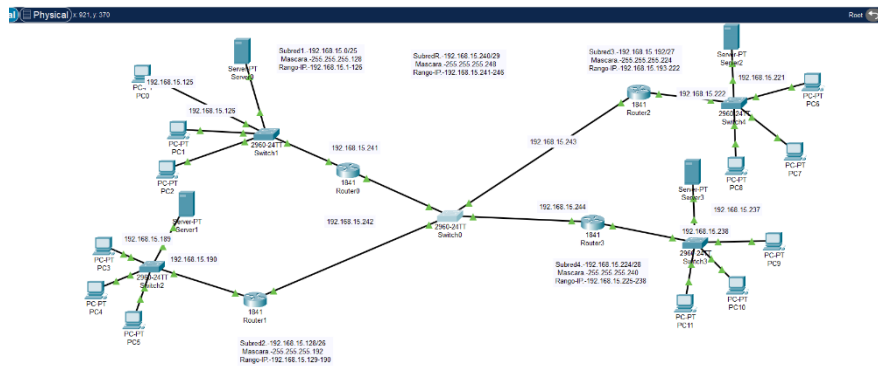 Physical x 921, y 370
Root
Subred1.-192.168.15.0/25
Mascara.-255.255.255.128
Rango-IP.-192.168.15.1-126
SubredR.-192.168.15.240/29
Mascara.-255.255.255.248
Rango-IP.-192.168.15.241-246
Subred3.-192.168.15.192/27
Mascara.-255.255.255.224
Rango-IP.-192.168.15.193-222
Server-PT
Server0
192.168.15.125
PC-PT
PC0
192.168.15.126
PC-PT
PC1
PC-PT
PC2
2960-24TT
Switch1
192.168.15.241
1841
Router0
192.168.15.243
1841
Router2
192.168.15.222
Server-PT
Server2
192.168.15.221
2960-24TT
Switch4
PC-PT
PC6
PC-PT
PC7
PC-PT
PC8
192.168.15.242
2960-24TT
Switch0
192.168.15.244
1841
Router3
Server-PT
Server3
192.168.15.237
192.168.15.238
2960-24TT
Switch3
PC-PT
PC9
PC-PT
PC10
PC-PT
PC11
Server-PT
Server1
192.168.15.189
PC-PT
PC3
192.168.15.190
2960-24TT
Switch2
PC-PT
PC4
PC-PT
PC5
1841
Router1
Subred4.-192.168.15.224/28
Mascara.-255.255.255.240
Rango-IP.-192.168.15.225-238
Subred2.-192.168.15.128/26
Mascara.-255.255.255.192
Rango-IP.-192.168.15.129-190